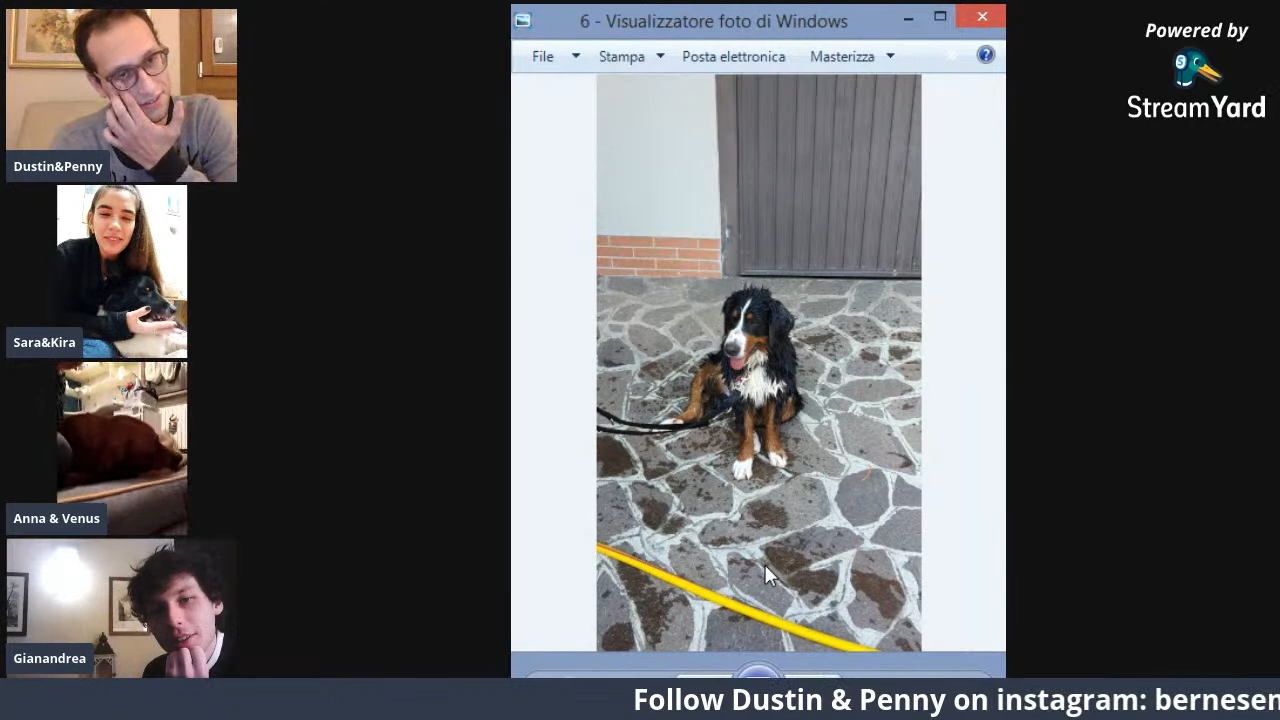 6 - Visualizzatore foto di Windows
File Stampa Posta elettronica Masterizza
Powered by
StreamYard
Dustin&Penny
Sara&Kira
Anna & Venus
Gianandrea
Follow Dustin & Penny on instagram: bernesen